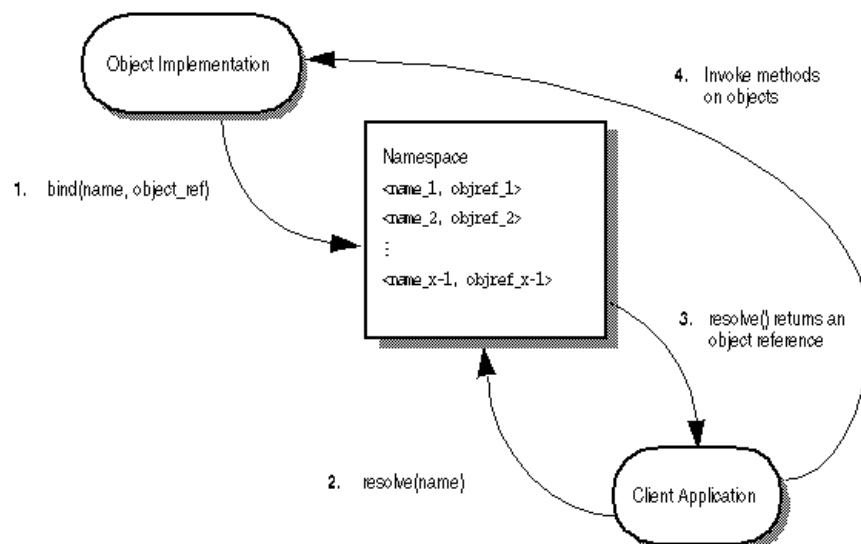 Object Implementation
4. Invoke methods
on objects
Namespace
<name_1, objref_1>
<name_2, objref_2>
⋮
<name_x-1, objref_x-1>
1. bind(name, object_ref)
3. resolve() returns an
object reference
2. resolve(name)
Client Application